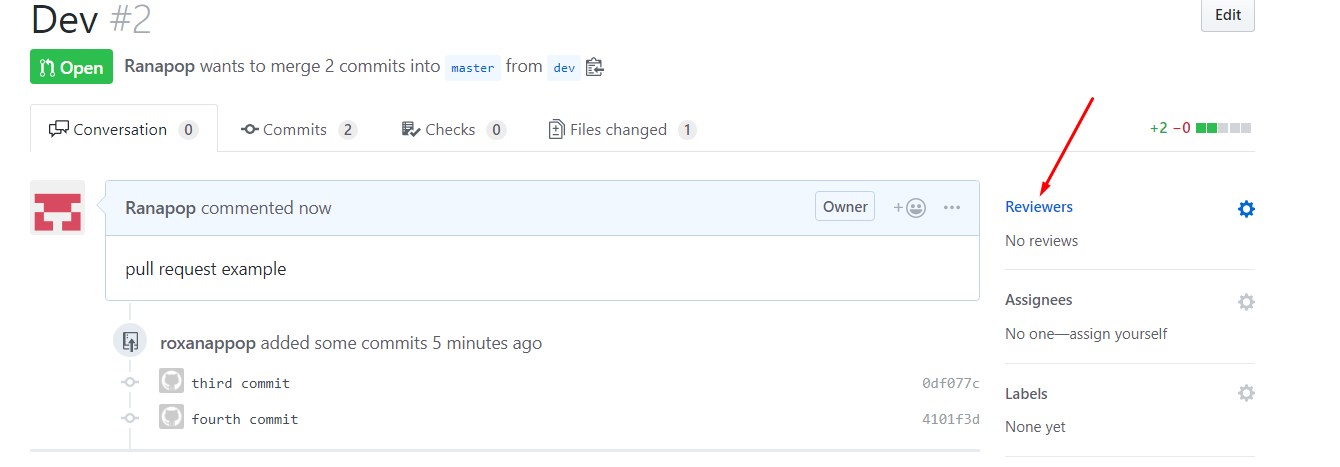 Dev #2
Edit
Open
Ranapop wants to merge 2 commits into master from dev
Conversation 0
Commits 2
Checks 0
Files changed 1
+2 −0
Ranapop commented now
Owner
pull request example
roxanappop added some commits 5 minutes ago
third commit 0df077c
fourth commit 4101f3d
Reviewers
No reviews
Assignees
No one—assign yourself
Labels
None yet